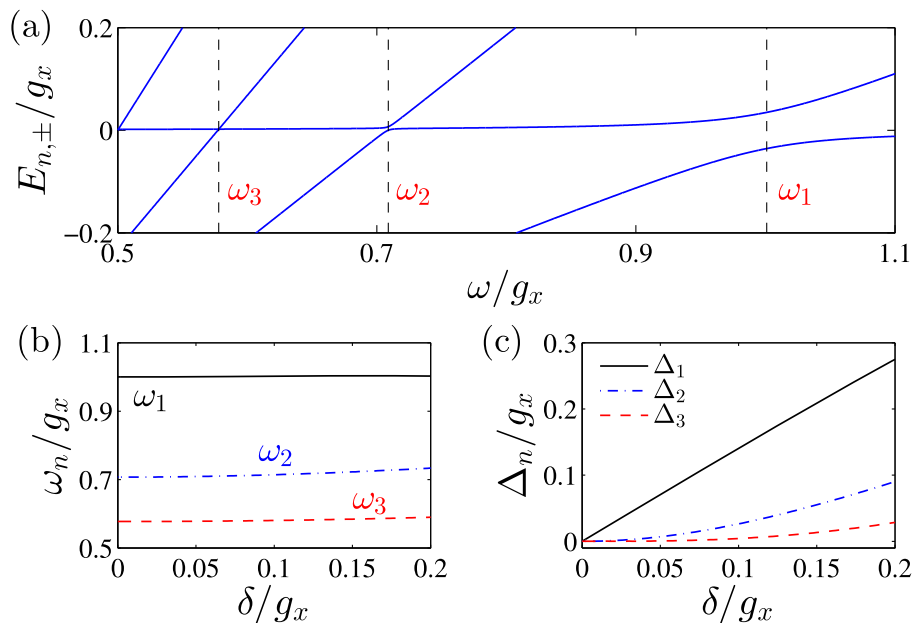 (a)
E_{n,±}/g_x
0.2
0
−0.2
ω_3
ω_2
ω_1
0.5 0.7 0.9 1.1
ω/g_x
(b)
ω_n/g_x
1.1
0.9
0.7
0.5
ω_1
ω_2
ω_3
0 0.05 0.1 0.15 0.2
δ/g_x
(c)
Δ_n/g_x
0.3
0.2
0.1
0
Δ_1
Δ_2
Δ_3
0 0.05 0.1 0.15 0.2
δ/g_x